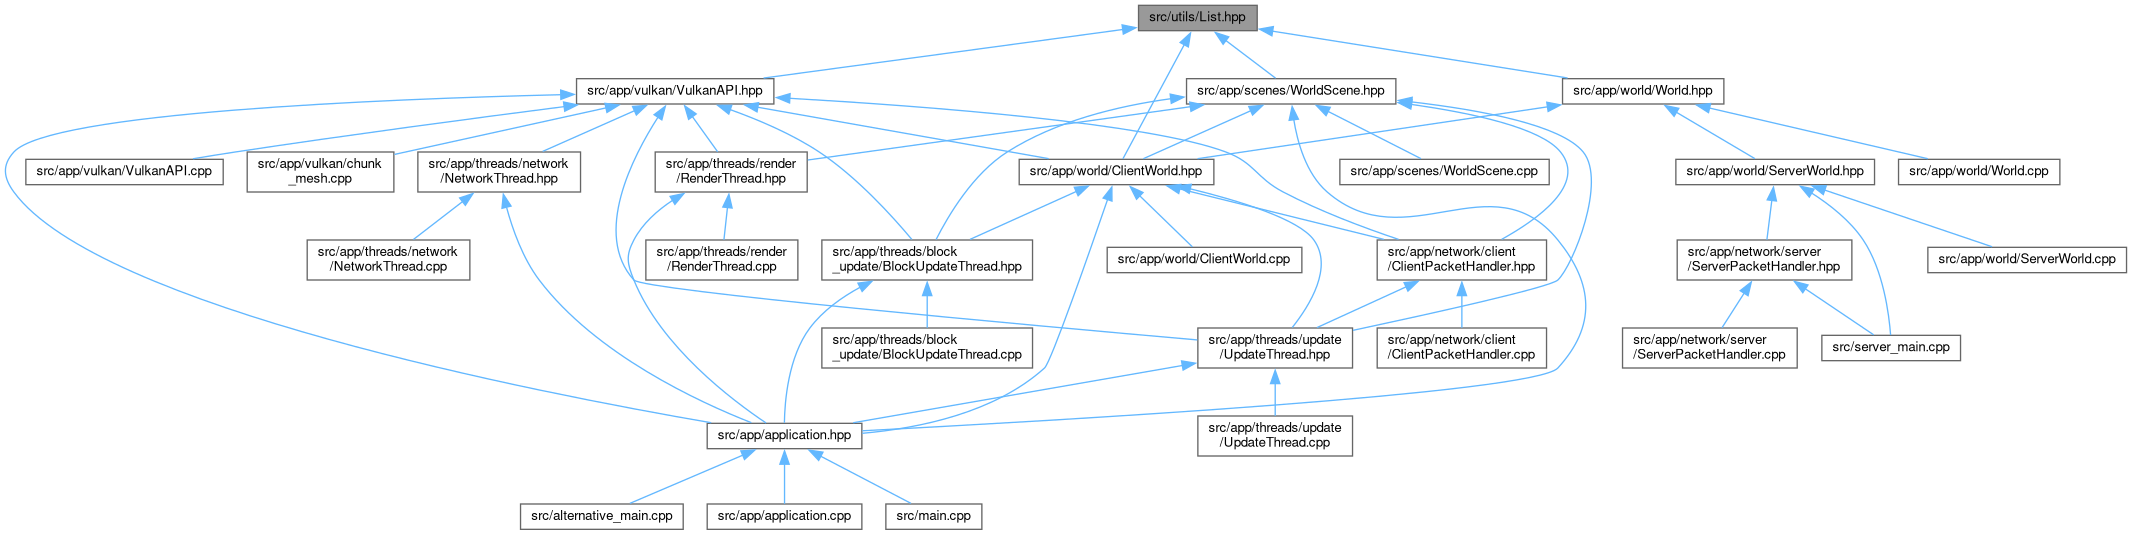 src/utils/List.hpp
src/app/vulkan/VulkanAPI.hpp
src/app/scenes/WorldScene.hpp
src/app/world/World.hpp
src/app/vulkan/VulkanAPI.cpp
src/app/vulkan/chunk
_mesh.cpp
src/app/threads/network
/NetworkThread.hpp
src/app/threads/render
/RenderThread.hpp
src/app/world/ClientWorld.hpp
src/app/scenes/WorldScene.cpp
src/app/world/ServerWorld.hpp
src/app/world/World.cpp
src/app/threads/network
/NetworkThread.cpp
src/app/threads/render
/RenderThread.cpp
src/app/threads/block
_update/BlockUpdateThread.hpp
src/app/world/ClientWorld.cpp
src/app/network/client
/ClientPacketHandler.hpp
src/app/network/server
/ServerPacketHandler.hpp
src/app/world/ServerWorld.cpp
src/app/threads/block
_update/BlockUpdateThread.cpp
src/app/threads/update
/UpdateThread.hpp
src/app/network/client
/ClientPacketHandler.cpp
src/app/network/server
/ServerPacketHandler.cpp
src/server_main.cpp
src/app/application.hpp
src/app/threads/update
/UpdateThread.cpp
src/alternative_main.cpp
src/app/application.cpp
src/main.cpp